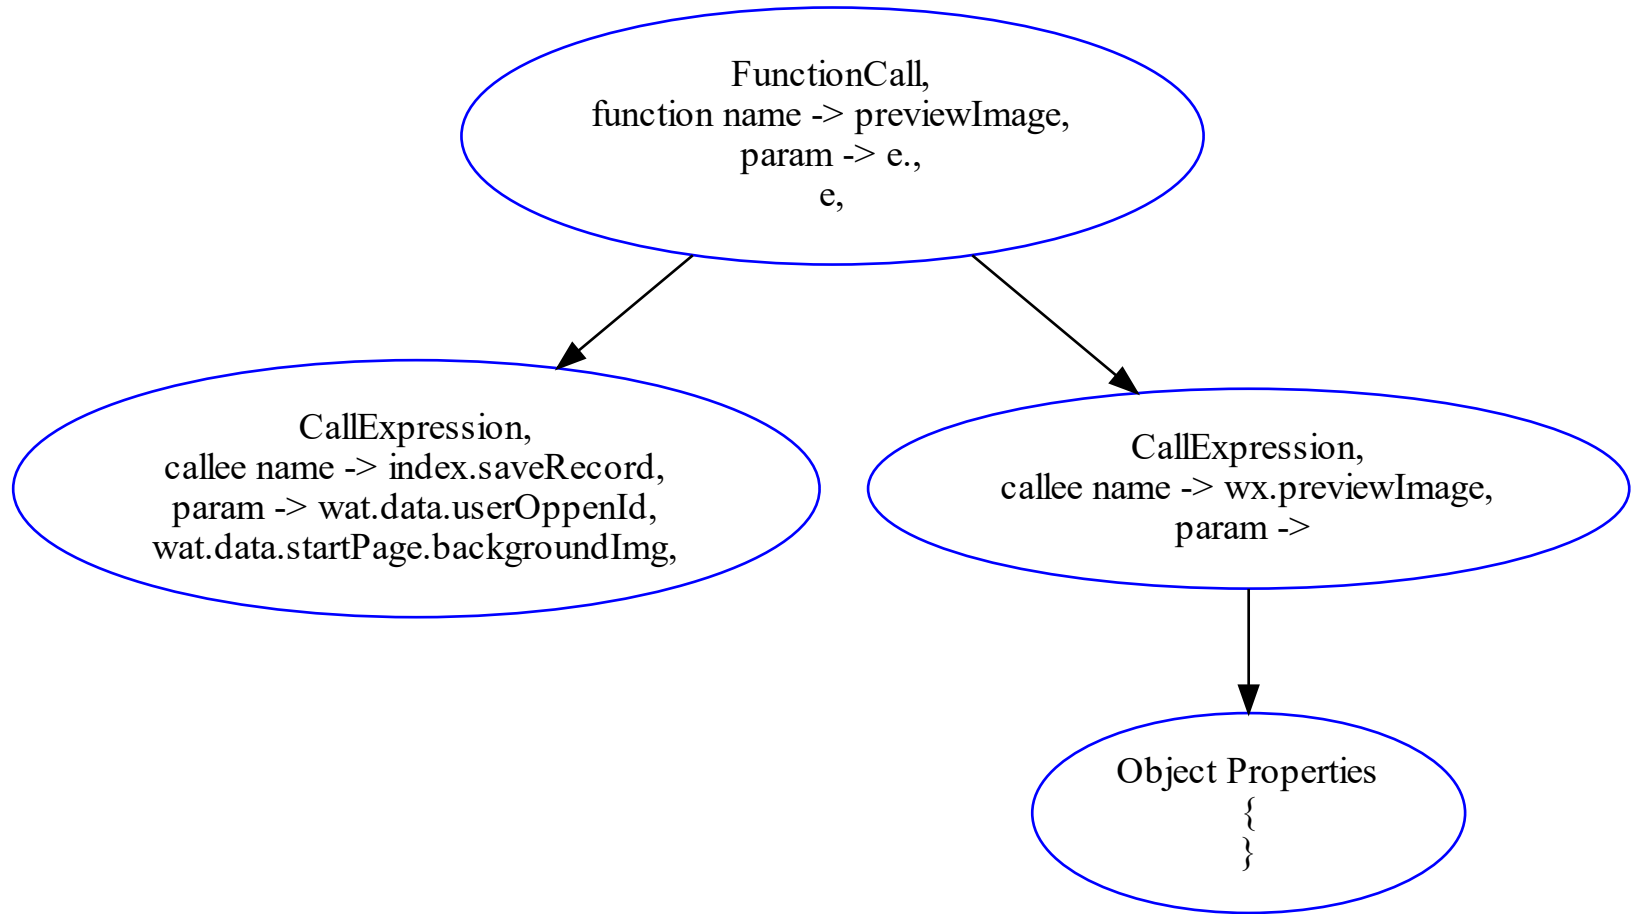 FunctionCall,
function name -> previewImage,
param -> e.,
e,
CallExpression,
callee name -> index.saveRecord,
param -> wat.data.userOppenId,
wat.data.startPage.backgroundImg,
CallExpression,
callee name -> wx.previewImage,
param ->
Object Properties
{
}